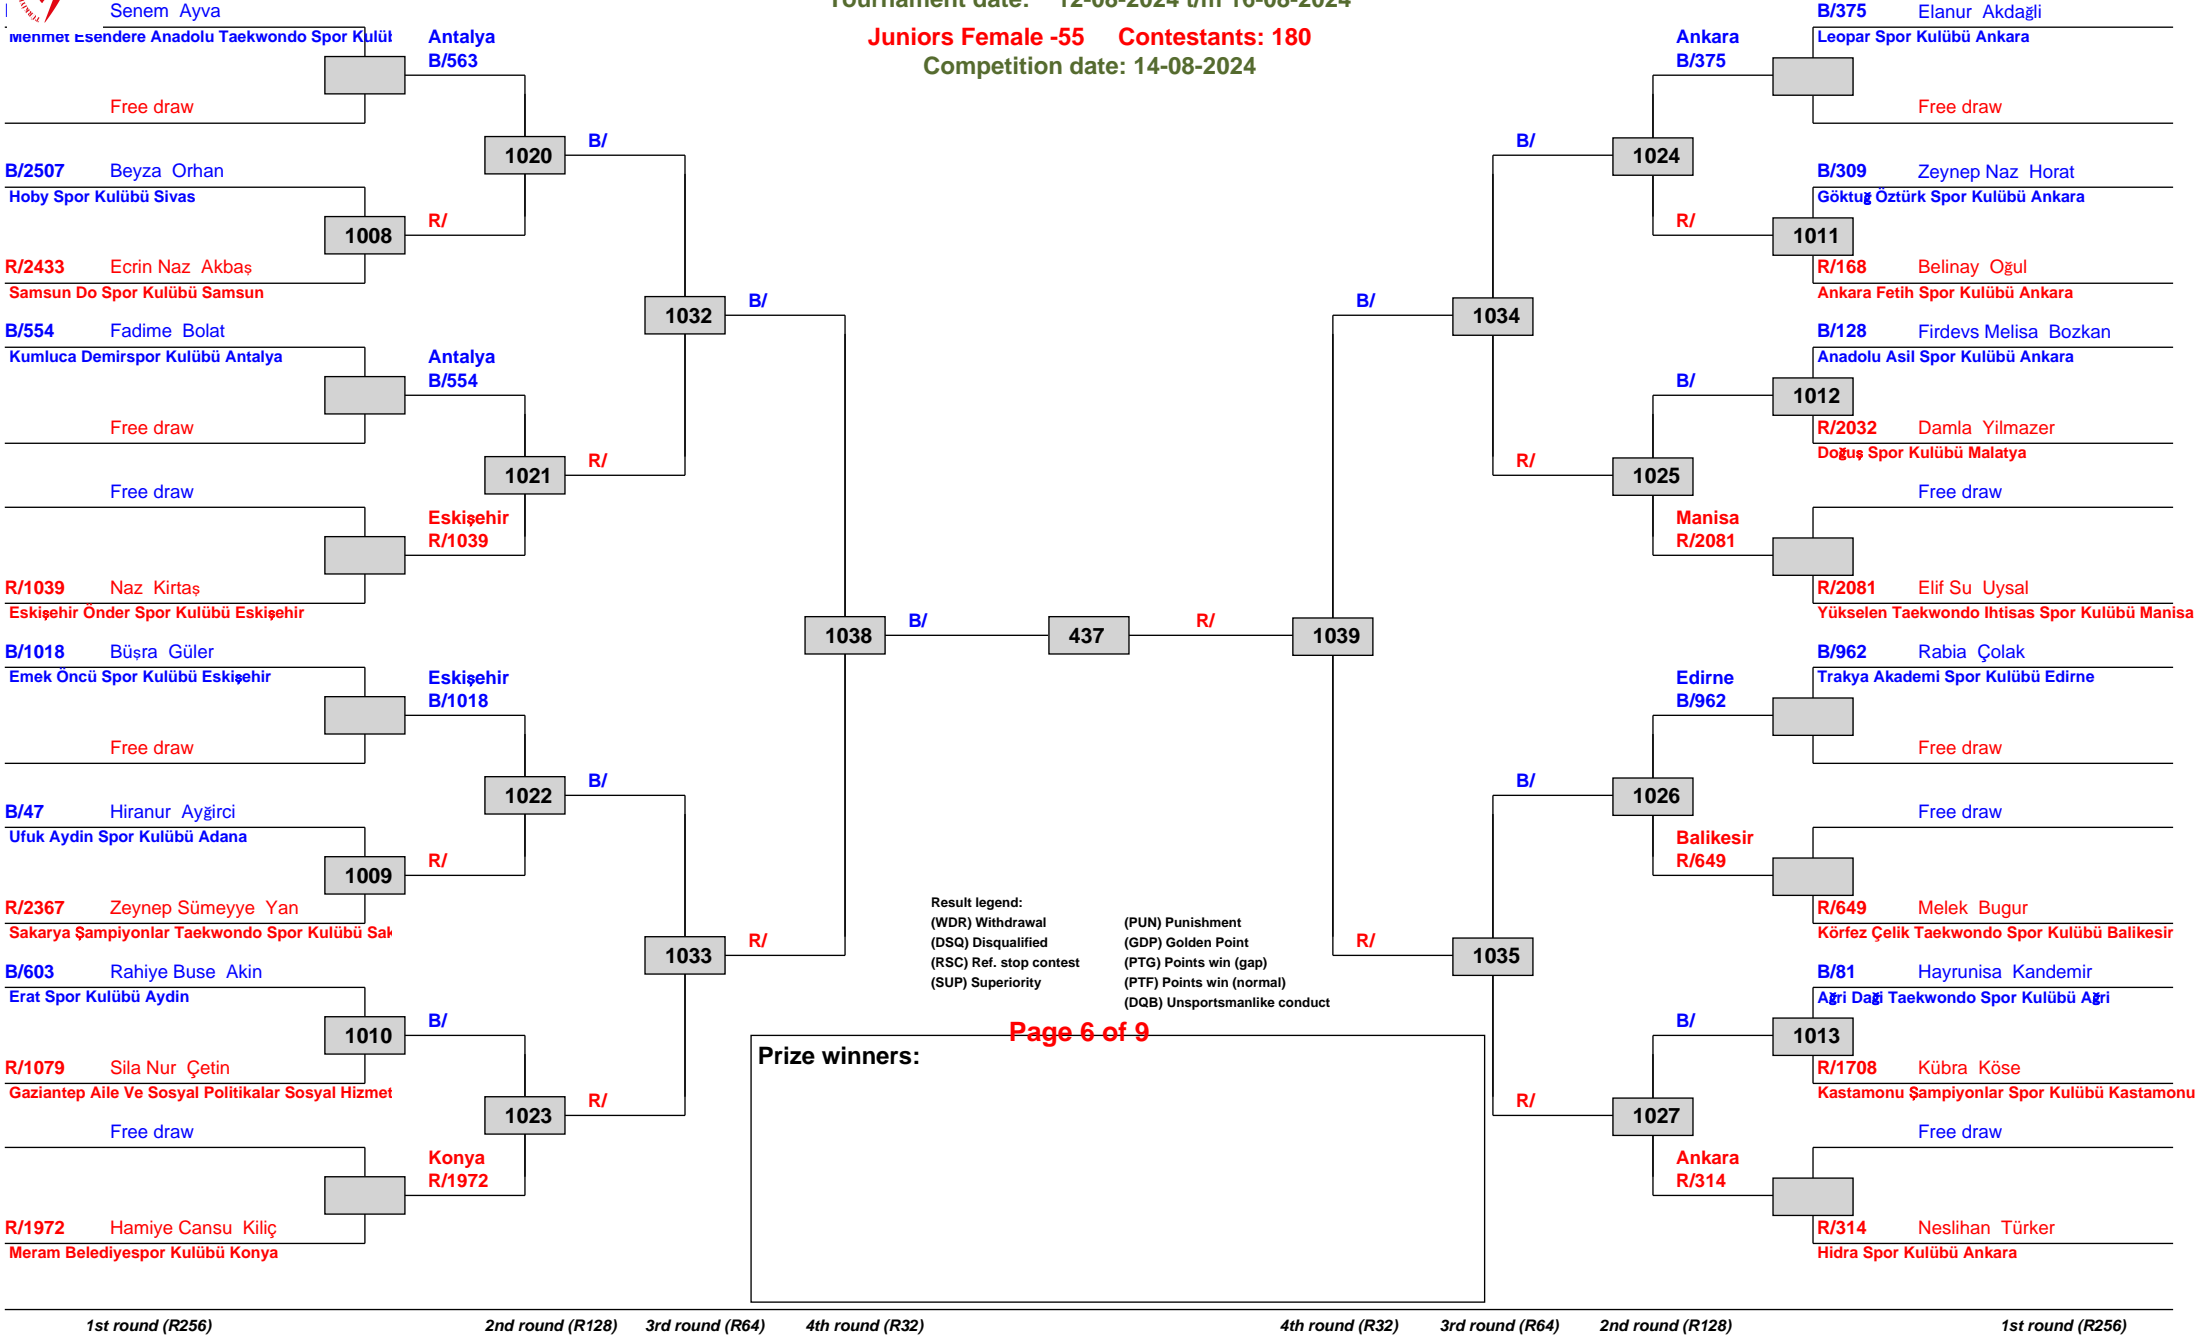 Tournament date: 12-08-2024 t/m 16-08-2024
Juniors Female -55 Contestants: 180
Competition date: 14-08-2024
Senem Ayva
Mehmet Esendere Anadolu Taekwondo Spor Kulüb
Antalya
B/563
Free draw
1020
B/
B/2507 Beyza Orhan
Hoby Spor Kulübü Sivas
1008
R/
R/2433 Ecrin Naz Akbaş
Samsun Do Spor Kulübü Samsun
1032
B/
B/554 Fadime Bolat
Kumluca Demirspor Kulübü Antalya
Antalya
B/554
Free draw
1021
R/
Free draw
Eskişehir
R/1039
R/1039 Naz Kirtaş
Eskişehir Önder Spor Kulübü Eskişehir
1038
B/
437
R/
1039
B/1018 Büşra Güler
Emek Öncü Spor Kulübü Eskişehir
Eskişehir
B/1018
Free draw
1022
B/
B/47 Hiranur Ayğirci
Ufuk Aydin Spor Kulübü Adana
1009
R/
R/2367 Zeynep Sümeyye Yan
Sakarya Şampiyonlar Taekwondo Spor Kulübü Sak
1033
R/
B/603 Rahiye Buse Akin
Erat Spor Kulübü Aydin
1010
B/
R/1079 Sila Nur Çetin
Gaziantep Aile Ve Sosyal Politikalar Sosyal Hizmet
1023
R/
Free draw
Konya
R/1972
R/1972 Hamiye Cansu Kiliç
Meram Belediyespor Kulübü Konya
B/375 Elanur Akdağli
Leopar Spor Kulübü Ankara
Ankara
B/375
Free draw
B/
1024
B/309 Zeynep Naz Horat
Göktuğ Öztürk Spor Kulübü Ankara
R/
1011
R/168 Belinay Oğul
Ankara Fetih Spor Kulübü Ankara
B/
1034
B/128 Firdevs Melisa Bozkan
Anadolu Asil Spor Kulübü Ankara
B/
1012
R/2032 Damla Yilmazer
Doğuş Spor Kulübü Malatya
R/
1025
Free draw
Manisa
R/2081
R/2081 Elif Su Uysal
Yükselen Taekwondo Ihtisas Spor Kulübü Manisa
B/962 Rabia Çolak
Trakya Akademi Spor Kulübü Edirne
Edirne
B/962
Free draw
B/
1026
Free draw
Balikesir
R/649
R/649 Melek Bugur
Körfez Çelik Taekwondo Spor Kulübü Balikesir
R/
1035
B/81 Hayrunisa Kandemir
Ağri Daği Taekwondo Spor Kulübü Ağri
B/
1013
R/1708 Kübra Köse
Kastamonu Şampiyonlar Spor Kulübü Kastamonu
R/
1027
Free draw
Ankara
R/314
R/314 Neslihan Türker
Hidra Spor Kulübü Ankara
Result legend:
(WDR) Withdrawal (PUN) Punishment
(DSQ) Disqualified (GDP) Golden Point
(RSC) Ref. stop contest (PTG) Points win (gap)
(SUP) Superiority (PTF) Points win (normal)
(DQB) Unsportsmanlike conduct
Page 6 of 9
Prize winners:
1st round (R256) 2nd round (R128) 3rd round (R64) 4th round (R32) 4th round (R32) 3rd round (R64) 2nd round (R128) 1st round (R256)